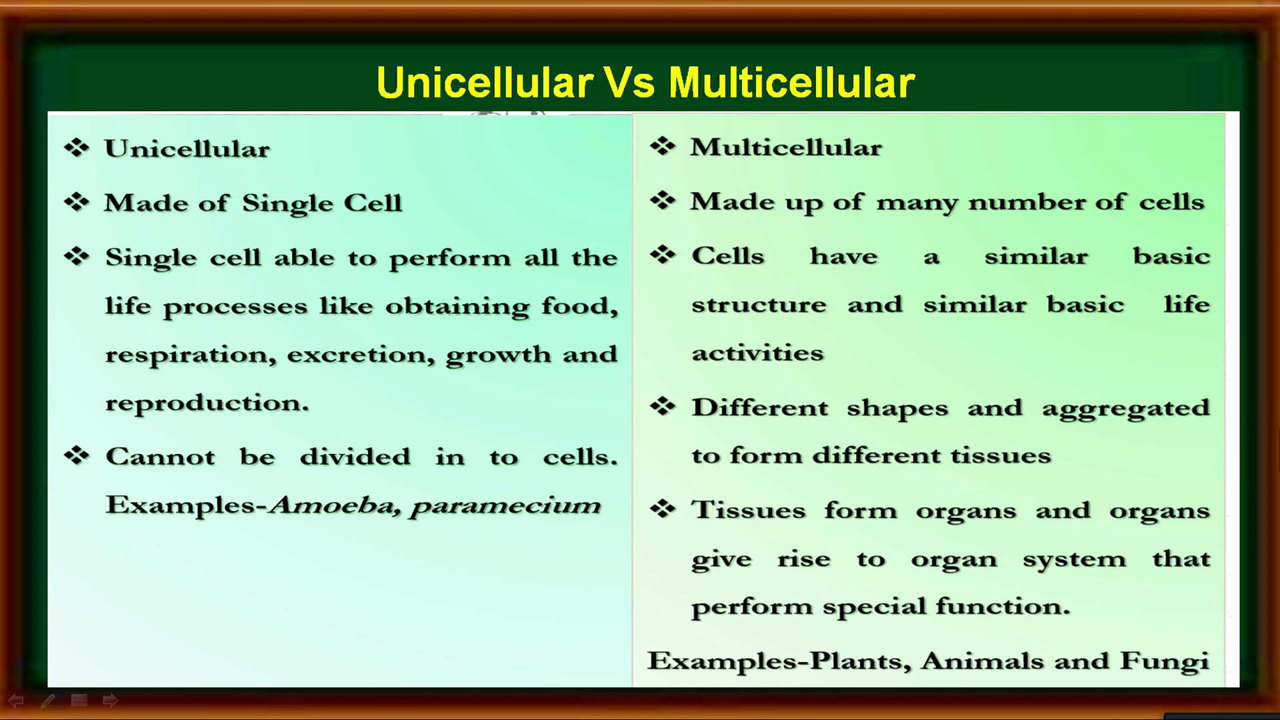 Unicellular Vs Multicellular
❖ Unicellular
❖ Made of Single Cell
❖ Single cell able to perform all the
life processes like obtaining food,
respiration, excretion, growth and
reproduction.
❖ Cannot be divided in to cells.
Examples-Amoeba, paramecium
❖ Multicellular
❖ Made up of many number of cells
❖ Cells have a similar basic
structure and similar basic life
activities
❖ Different shapes and aggregated
to form different tissues
❖ Tissues form organs and organs
give rise to organ system that
perform special function.
Examples-Plants, Animals and Fungi